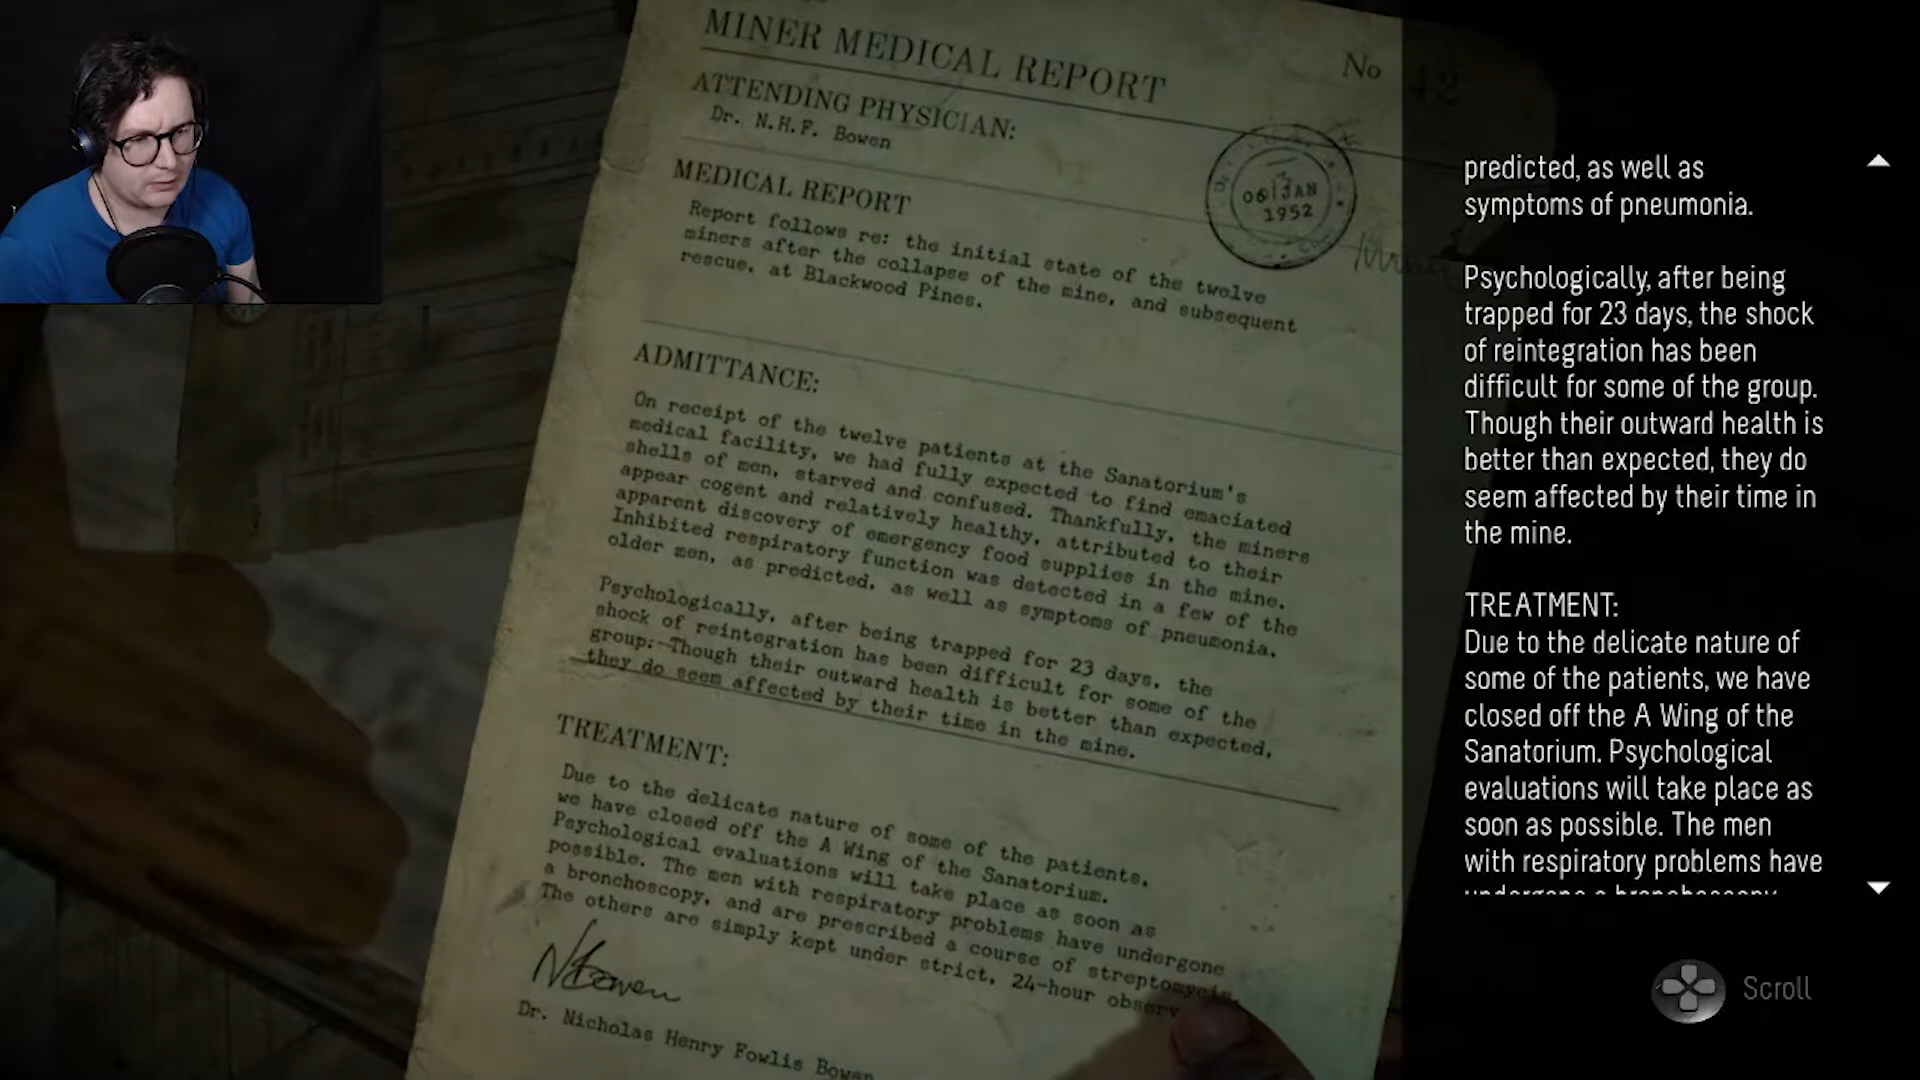 MINER MEDICAL REPORT
No 42
ATTENDING PHYSICIAN:
Dr. N.H.F. Bowen
06 JAN
1952
MEDICAL REPORT
Report follows re: the initial state of the twelve
miners after the collapse of the mine, and subsequent
rescue, at Blackwood Pines.
ADMITTANCE:
On receipt of the twelve patients at the Sanatorium's
medical facility, we had fully expected to find emaciated
shells of men, starved and confused. Thankfully, the miners
appear cogent and relatively healthy, attributed to their
apparent discovery of emergency food supplies in the mine.
Inhibited respiratory function was detected in a few of the
older men, as predicted, as well as symptoms of pneumonia.
Psychologically, after being trapped for 23 days, the
shock of reintegration has been difficult for some of the
group. Though their outward health is better than expected,
they do seem affected by their time in the mine.
TREATMENT:
Due to the delicate nature of some of the patients,
we have closed off the A Wing of the Sanatorium.
Psychological evaluations will take place as soon as
possible. The men with respiratory problems have undergone
a bronchoscopy, and are prescribed a course of streptomycin.
The others are simply kept under strict, 24-hour observ
NBowen
Dr. Nicholas Henry Fowlis Bowen
predicted, as well as
symptoms of pneumonia.
Psychologically, after being
trapped for 23 days, the shock
of reintegration has been
difficult for some of the group.
Though their outward health is
better than expected, they do
seem affected by their time in
the mine.
TREATMENT:
Due to the delicate nature of
some of the patients, we have
closed off the A Wing of the
Sanatorium. Psychological
evaluations will take place as
soon as possible. The men
with respiratory problems have
undergone a bronchoscopy,
Scroll